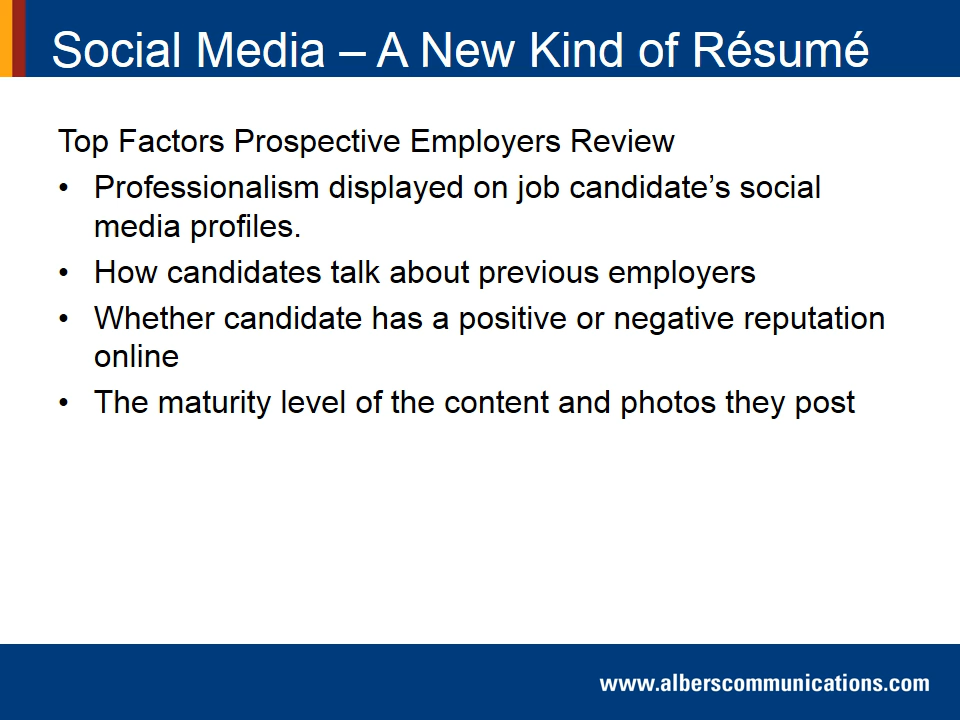 Social Media – A New Kind of Résumé
Top Factors Prospective Employers Review
• Professionalism displayed on job candidate’s social
media profiles.
• How candidates talk about previous employers
• Whether candidate has a positive or negative reputation
online
• The maturity level of the content and photos they post
www.alberscommunications.com